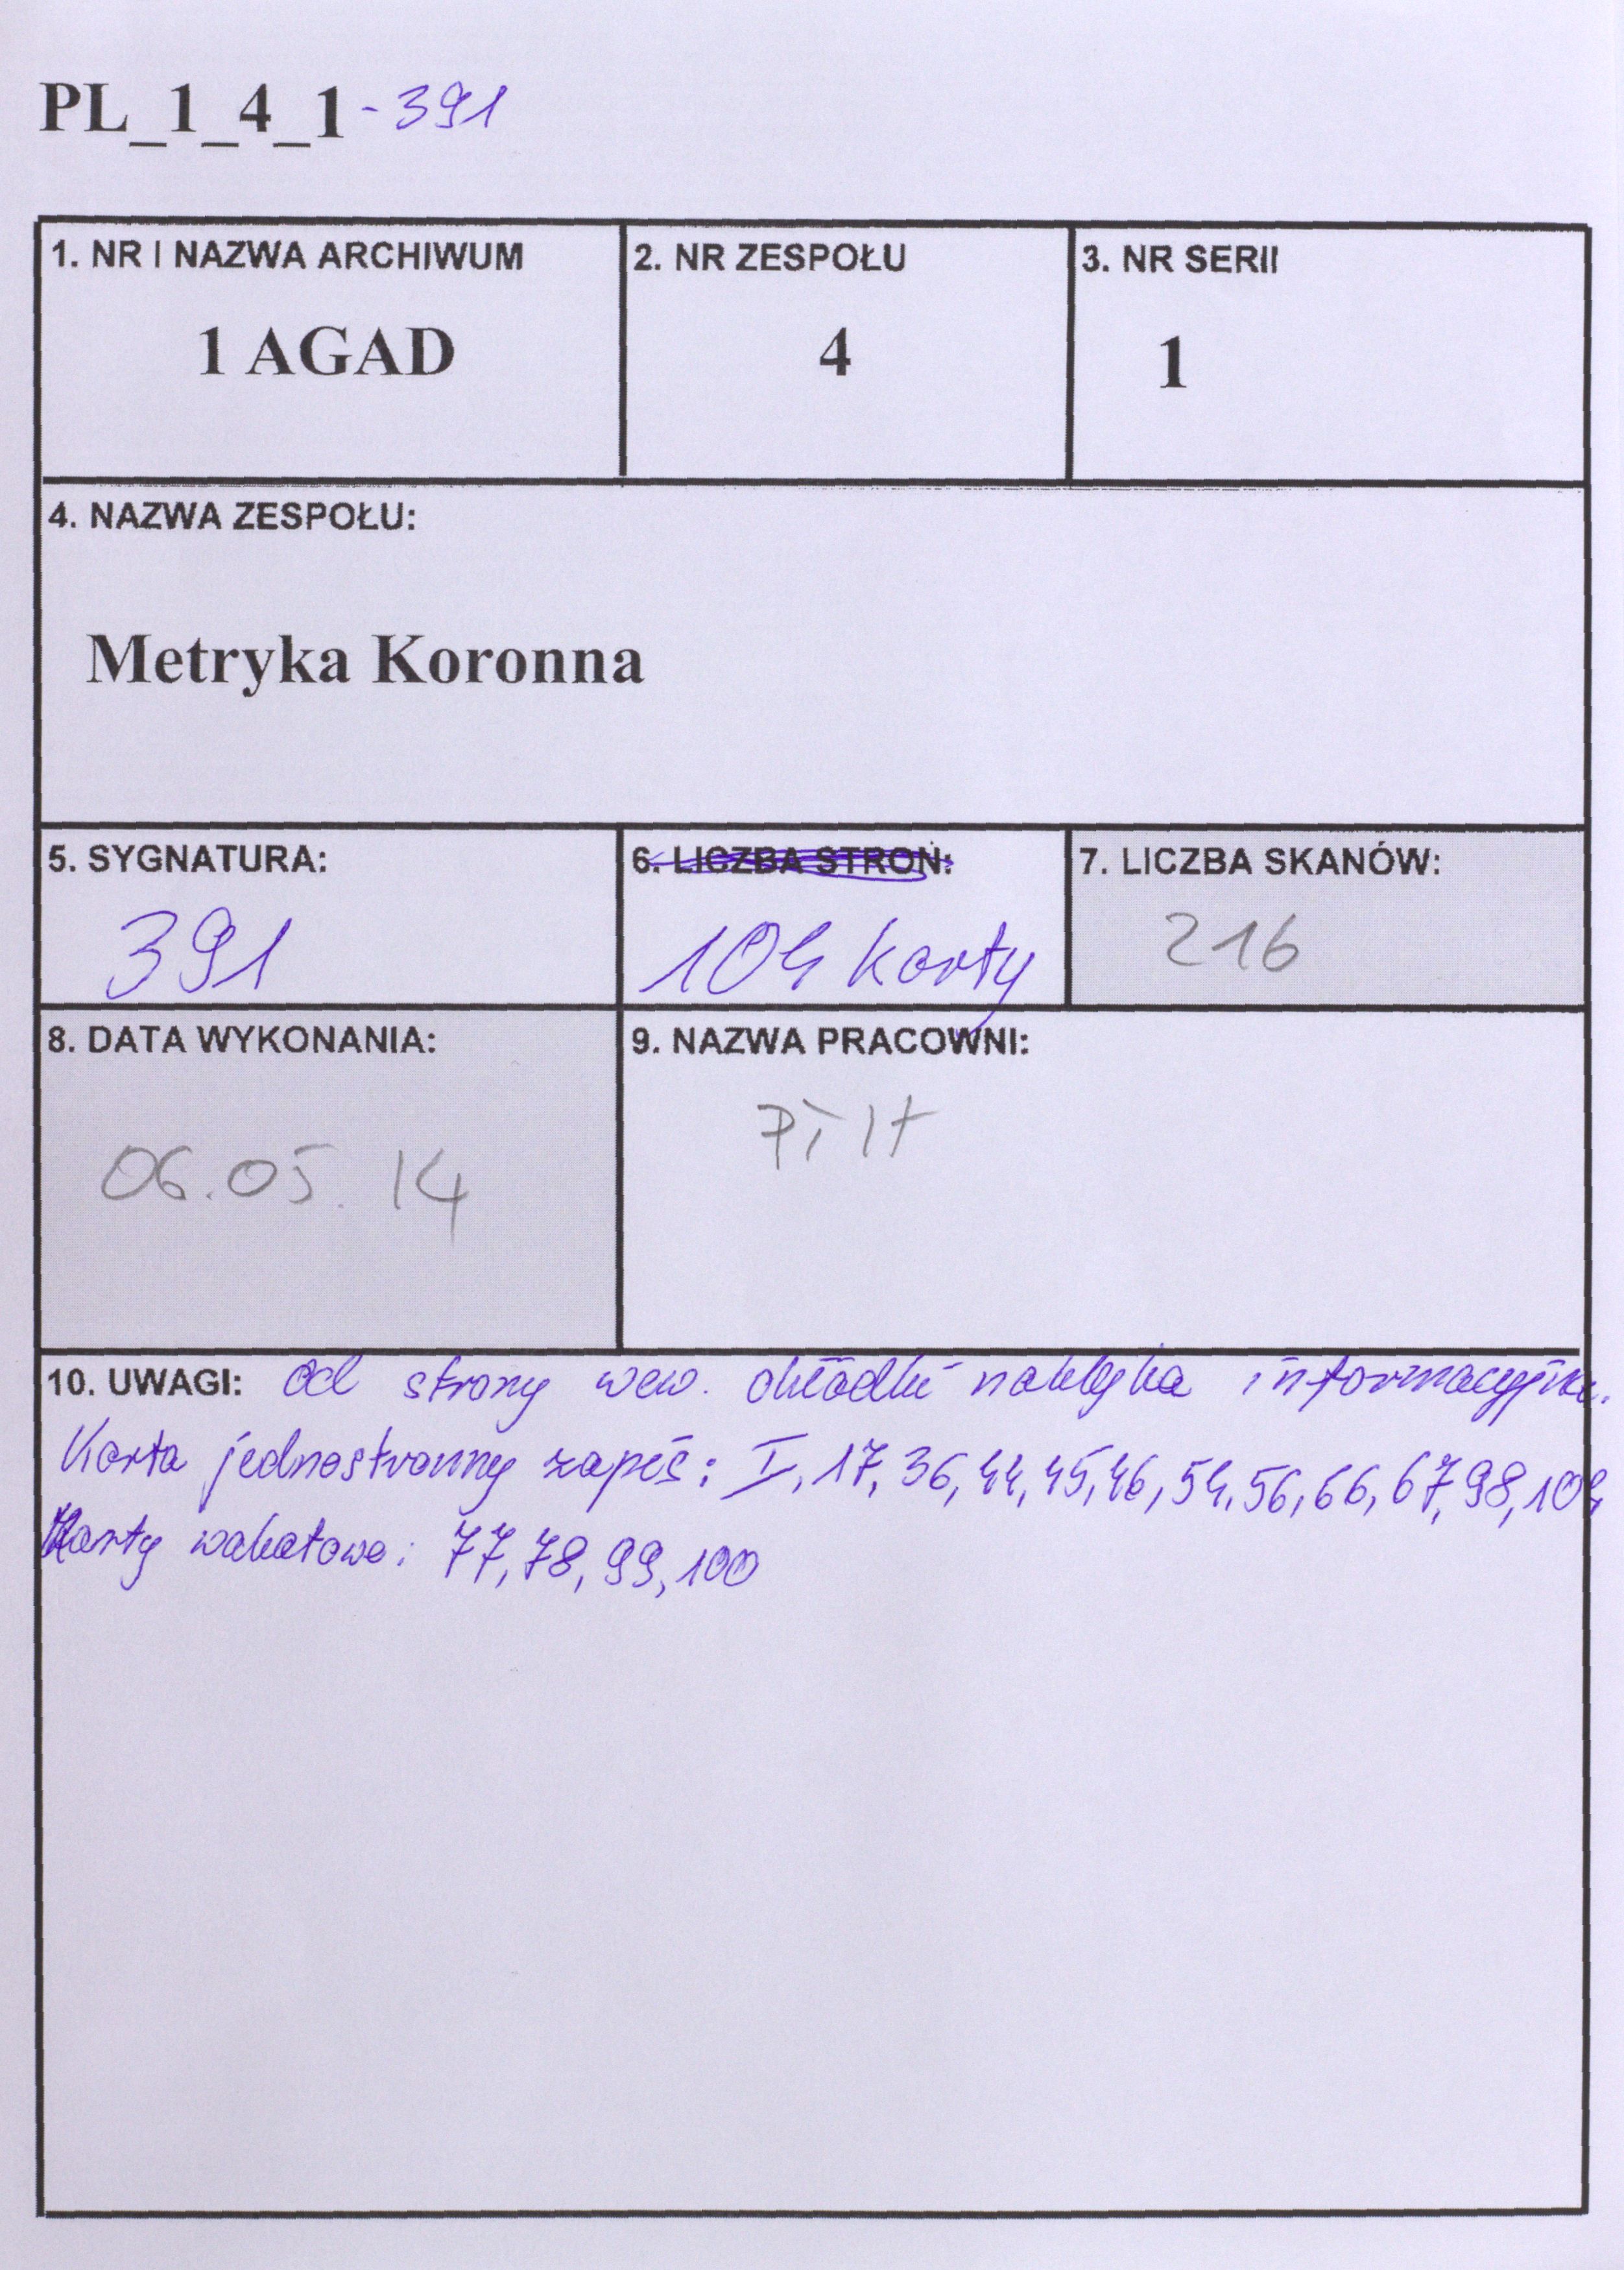 PL_1_4_1 - 391
1. NR I NAZWA ARCHIWUM
1 AGAD
2. NR ZESPOŁU
4
3. NR SERII
1
4. NAZWA ZESPOŁU:
Metryka Koronna
5. SYGNATURA:
391
6. LICZBA STRON:
104 karty
7. LICZBA SKANÓW:
216
8. DATA WYKONANIA:
06.05.14
9. NAZWA PRACOWNI:
10. UWAGI: Od strony wew. okładki naklejka informacyjna.
Karta jednostronny zapis: I, 17, 36, 44, 45, 46, 54, 56, 66, 67, 98, 104
Karty wakatowe: 77, 78, 99, 100